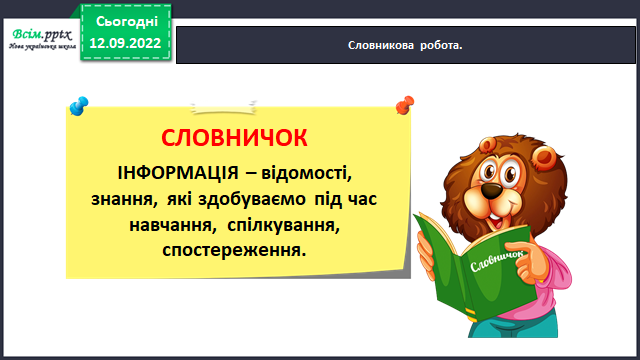 Всім.pptx
Нова українська школа
Сьогодні
12.09.2022
Словникова робота.
СЛОВНИЧОК
ІНФОРМАЦІЯ – відомості,
знання, які здобуваємо під час
навчання, спілкування,
спостереження.
Словничок